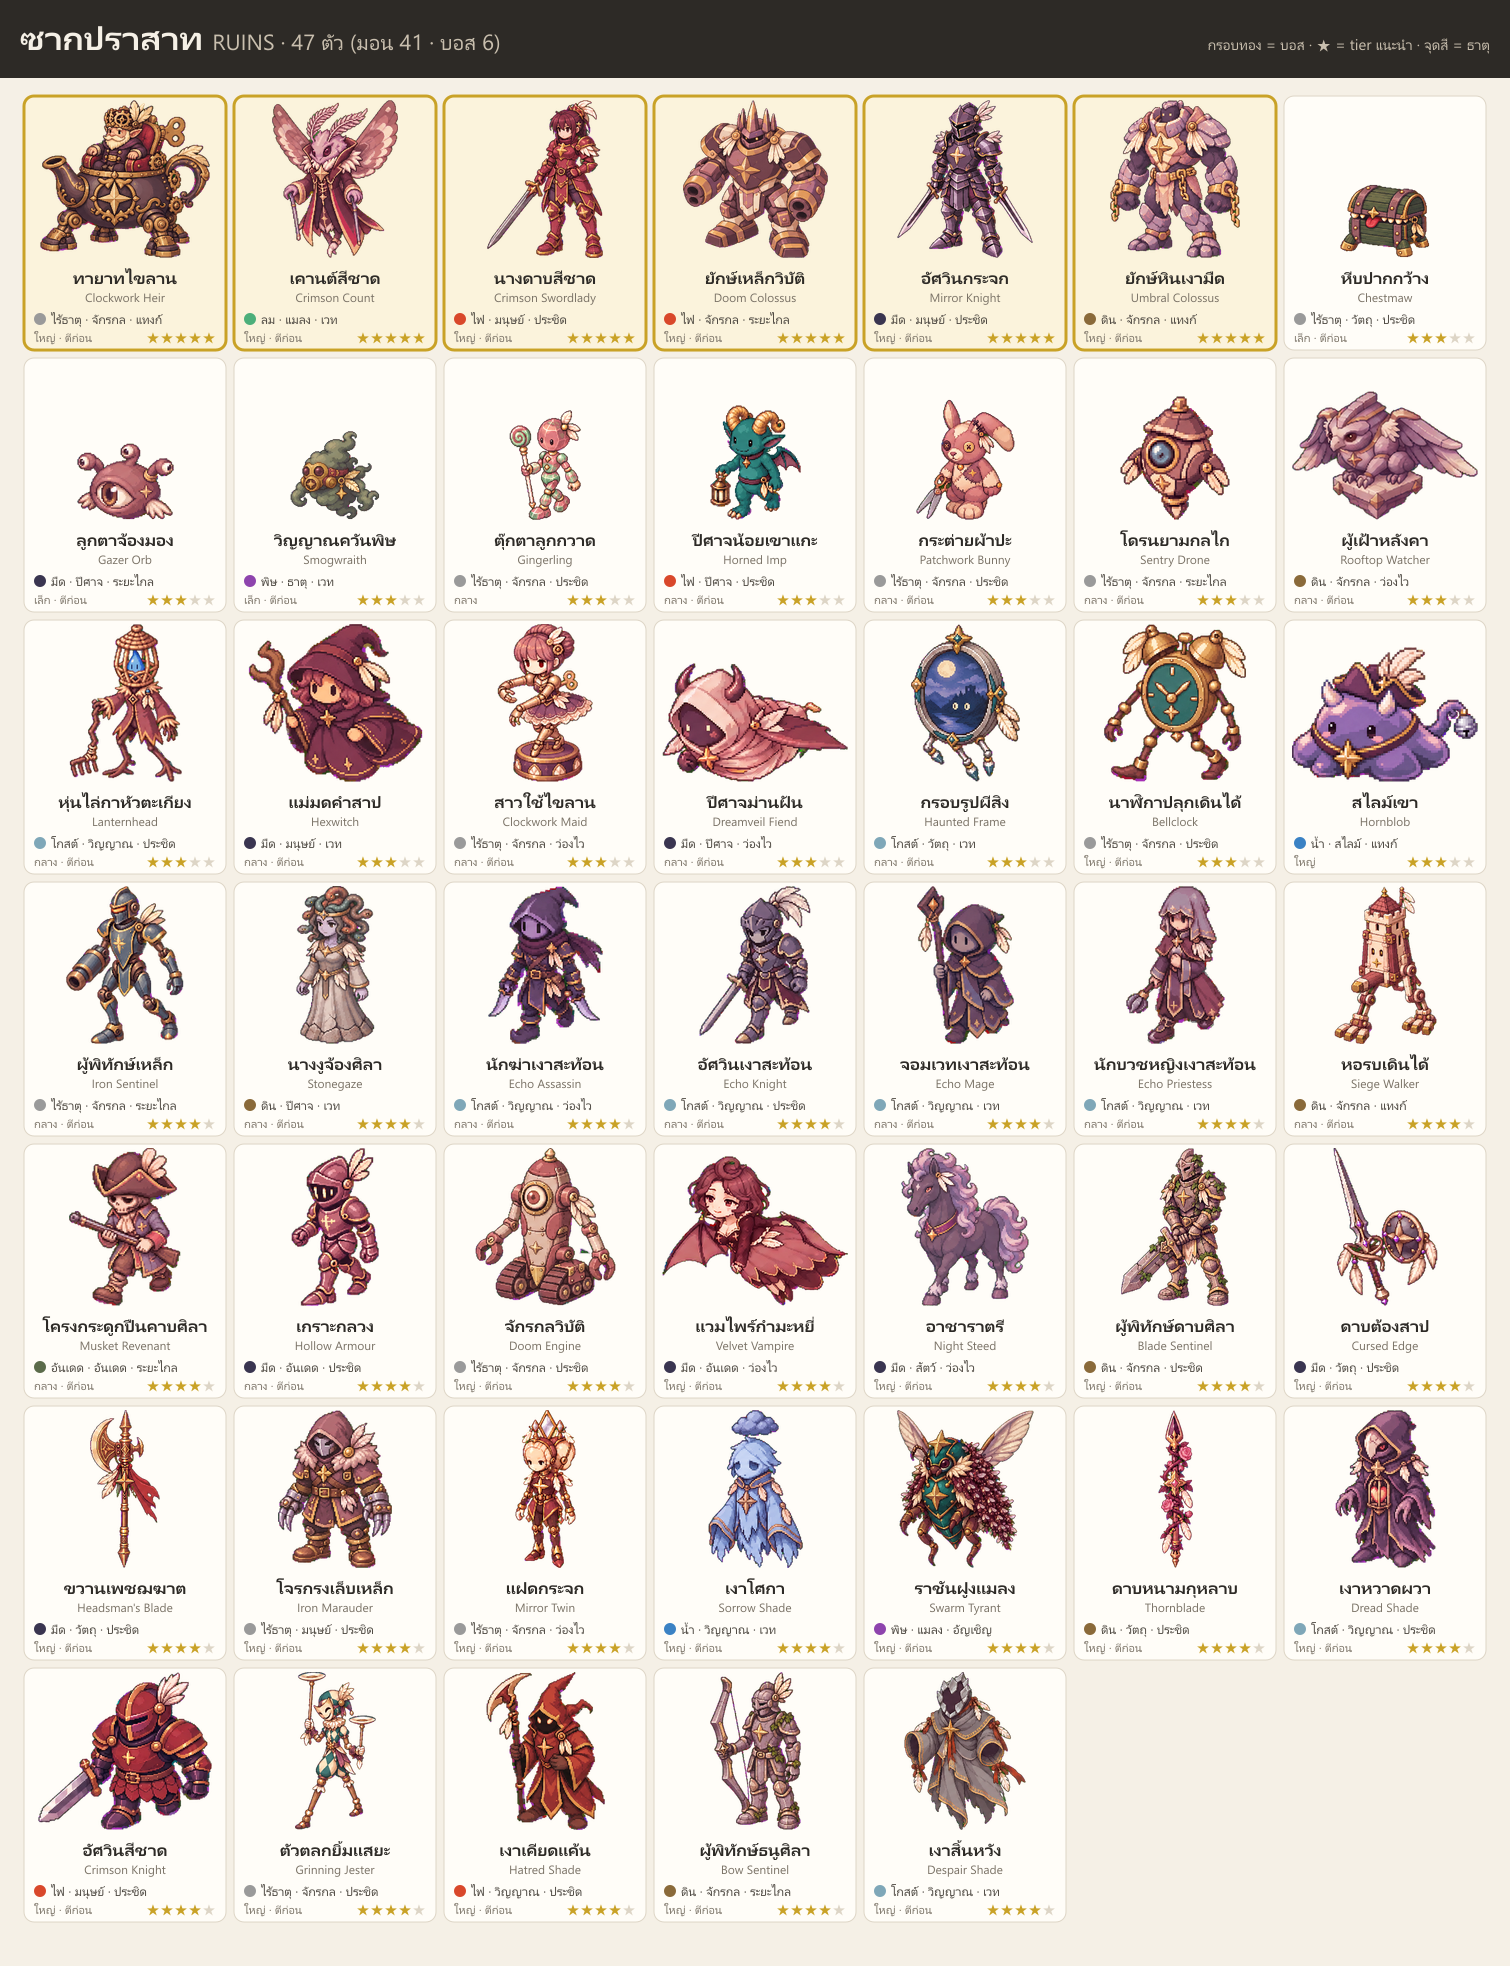 ซากปราสาท RUINS · 47 ตัว (มอน 41 · บอส 6)
กรอบทอง = บอส · ★ = tier แนะนำ · จุดสี = ธาตุ
ทายาทไขลาน
Clockwork Heir
ไร้ธาตุ · จักรกล · แทงก์
ใหญ่ · ตีก่อน ★★★★★
เคานต์สีชาด
Crimson Count
ลม · แมลง · เวท
ใหญ่ · ตีก่อน ★★★★★
นางดาบสีชาด
Crimson Swordlady
ไฟ · มนุษย์ · ประชิด
ใหญ่ · ตีก่อน ★★★★★
ยักษ์เหล็กวิบัติ
Doom Colossus
ไฟ · จักรกล · ระยะไกล
ใหญ่ · ตีก่อน ★★★★★
อัศวินกระจก
Mirror Knight
มืด · มนุษย์ · ประชิด
ใหญ่ · ตีก่อน ★★★★★
ยักษ์หินเงามืด
Umbral Colossus
ดิน · จักรกล · แทงก์
ใหญ่ · ตีก่อน ★★★★★
หีบปากกว้าง
Chestmaw
ไร้ธาตุ · วัตถุ · ประชิด
เล็ก · ตีก่อน ★★★★★
ลูกตาจ้องมอง
Gazer Orb
มืด · ปีศาจ · ระยะไกล
เล็ก · ตีก่อน ★★★★★
วิญญาณควันพิษ
Smogwraith
พิษ · ธาตุ · เวท
เล็ก · ตีก่อน ★★★★★
ตุ๊กตาลูกกวาด
Gingerling
ไร้ธาตุ · จักรกล · ประชิด
กลาง ★★★★★
ปีศาจน้อยเขาแกะ
Horned Imp
ไฟ · ปีศาจ · ประชิด
กลาง · ตีก่อน ★★★★★
กระต่ายผ้าปะ
Patchwork Bunny
ไร้ธาตุ · จักรกล · ประชิด
กลาง · ตีก่อน ★★★★★
โดรนยามกลไก
Sentry Drone
ไร้ธาตุ · จักรกล · ระยะไกล
กลาง · ตีก่อน ★★★★★
ผู้เฝ้าหลังคา
Rooftop Watcher
ดิน · จักรกล · ว่องไว
กลาง · ตีก่อน ★★★★★
หุ่นไล่กาหัวตะเกียง
Lanternhead
โกสต์ · วิญญาณ · ประชิด
กลาง · ตีก่อน ★★★★★
แม่มดคำสาป
Hexwitch
มืด · มนุษย์ · เวท
กลาง · ตีก่อน ★★★★★
สาวใช้ไขลาน
Clockwork Maid
ไร้ธาตุ · จักรกล · ว่องไว
กลาง · ตีก่อน ★★★★★
ปีศาจม่านฝัน
Dreamveil Fiend
มืด · ปีศาจ · ว่องไว
กลาง · ตีก่อน ★★★★★
กรอบรูปผีสิง
Haunted Frame
โกสต์ · วัตถุ · เวท
กลาง · ตีก่อน ★★★★★
นาฬิกาปลุกเดินได้
Bellclock
ไร้ธาตุ · จักรกล · ประชิด
ใหญ่ · ตีก่อน ★★★★★
สไลม์เขา
Hornblob
น้ำ · สไลม์ · แทงก์
ใหญ่ ★★★★★
ผู้พิทักษ์เหล็ก
Iron Sentinel
ไร้ธาตุ · จักรกล · ระยะไกล
กลาง · ตีก่อน ★★★★★
นางงูจ้องศิลา
Stonegaze
ดิน · ปีศาจ · เวท
กลาง · ตีก่อน ★★★★★
นักฆ่าเงาสะท้อน
Echo Assassin
โกสต์ · วิญญาณ · ว่องไว
กลาง · ตีก่อน ★★★★★
อัศวินเงาสะท้อน
Echo Knight
โกสต์ · วิญญาณ · ประชิด
กลาง · ตีก่อน ★★★★★
จอมเวทเงาสะท้อน
Echo Mage
โกสต์ · วิญญาณ · เวท
กลาง · ตีก่อน ★★★★★
นักบวชหญิงเงาสะท้อน
Echo Priestess
โกสต์ · วิญญาณ · เวท
กลาง · ตีก่อน ★★★★★
หอรบเดินได้
Siege Walker
ดิน · จักรกล · แทงก์
กลาง · ตีก่อน ★★★★★
โครงกระดูกปืนคาบศิลา
Musket Revenant
อันเดด · อันเดด · ระยะไกล
กลาง · ตีก่อน ★★★★★
เกราะกลวง
Hollow Armour
มืด · อันเดด · ประชิด
กลาง · ตีก่อน ★★★★★
จักรกลวิบัติ
Doom Engine
ไร้ธาตุ · จักรกล · ประชิด
ใหญ่ · ตีก่อน ★★★★★
แวมไพร์กำมะหยี่
Velvet Vampire
มืด · อันเดด · ว่องไว
ใหญ่ · ตีก่อน ★★★★★
อาชาราตรี
Night Steed
มืด · สัตว์ · ว่องไว
ใหญ่ · ตีก่อน ★★★★★
ผู้พิทักษ์ดาบศิลา
Blade Sentinel
ดิน · จักรกล · ประชิด
ใหญ่ · ตีก่อน ★★★★★
ดาบต้องสาป
Cursed Edge
มืด · วัตถุ · ประชิด
ใหญ่ · ตีก่อน ★★★★★
ขวานเพชฌฆาต
Headsman's Blade
มืด · วัตถุ · ประชิด
ใหญ่ · ตีก่อน ★★★★★
โจรกรงเล็บเหล็ก
Iron Marauder
ไร้ธาตุ · มนุษย์ · ประชิด
ใหญ่ · ตีก่อน ★★★★★
แฝดกระจก
Mirror Twin
ไร้ธาตุ · จักรกล · ว่องไว
ใหญ่ · ตีก่อน ★★★★★
เงาโศกา
Sorrow Shade
น้ำ · วิญญาณ · เวท
ใหญ่ · ตีก่อน ★★★★★
ราชันฝูงแมลง
Swarm Tyrant
พิษ · แมลง · อัญเชิญ
ใหญ่ · ตีก่อน ★★★★★
ดาบหนามกุหลาบ
Thornblade
ดิน · วัตถุ · ประชิด
ใหญ่ · ตีก่อน ★★★★★
เงาหวาดผวา
Dread Shade
โกสต์ · วิญญาณ · ประชิด
ใหญ่ · ตีก่อน ★★★★★
อัศวินสีชาด
Crimson Knight
ไฟ · มนุษย์ · ประชิด
ใหญ่ · ตีก่อน ★★★★★
ตัวตลกยิ้มแสยะ
Grinning Jester
ไร้ธาตุ · จักรกล · ประชิด
ใหญ่ · ตีก่อน ★★★★★
เงาเคียดแค้น
Hatred Shade
ไฟ · วิญญาณ · ประชิด
ใหญ่ · ตีก่อน ★★★★★
ผู้พิทักษ์ธนูศิลา
Bow Sentinel
ดิน · จักรกล · ระยะไกล
ใหญ่ · ตีก่อน ★★★★★
เงาสิ้นหวัง
Despair Shade
โกสต์ · วิญญาณ · เวท
ใหญ่ · ตีก่อน ★★★★★